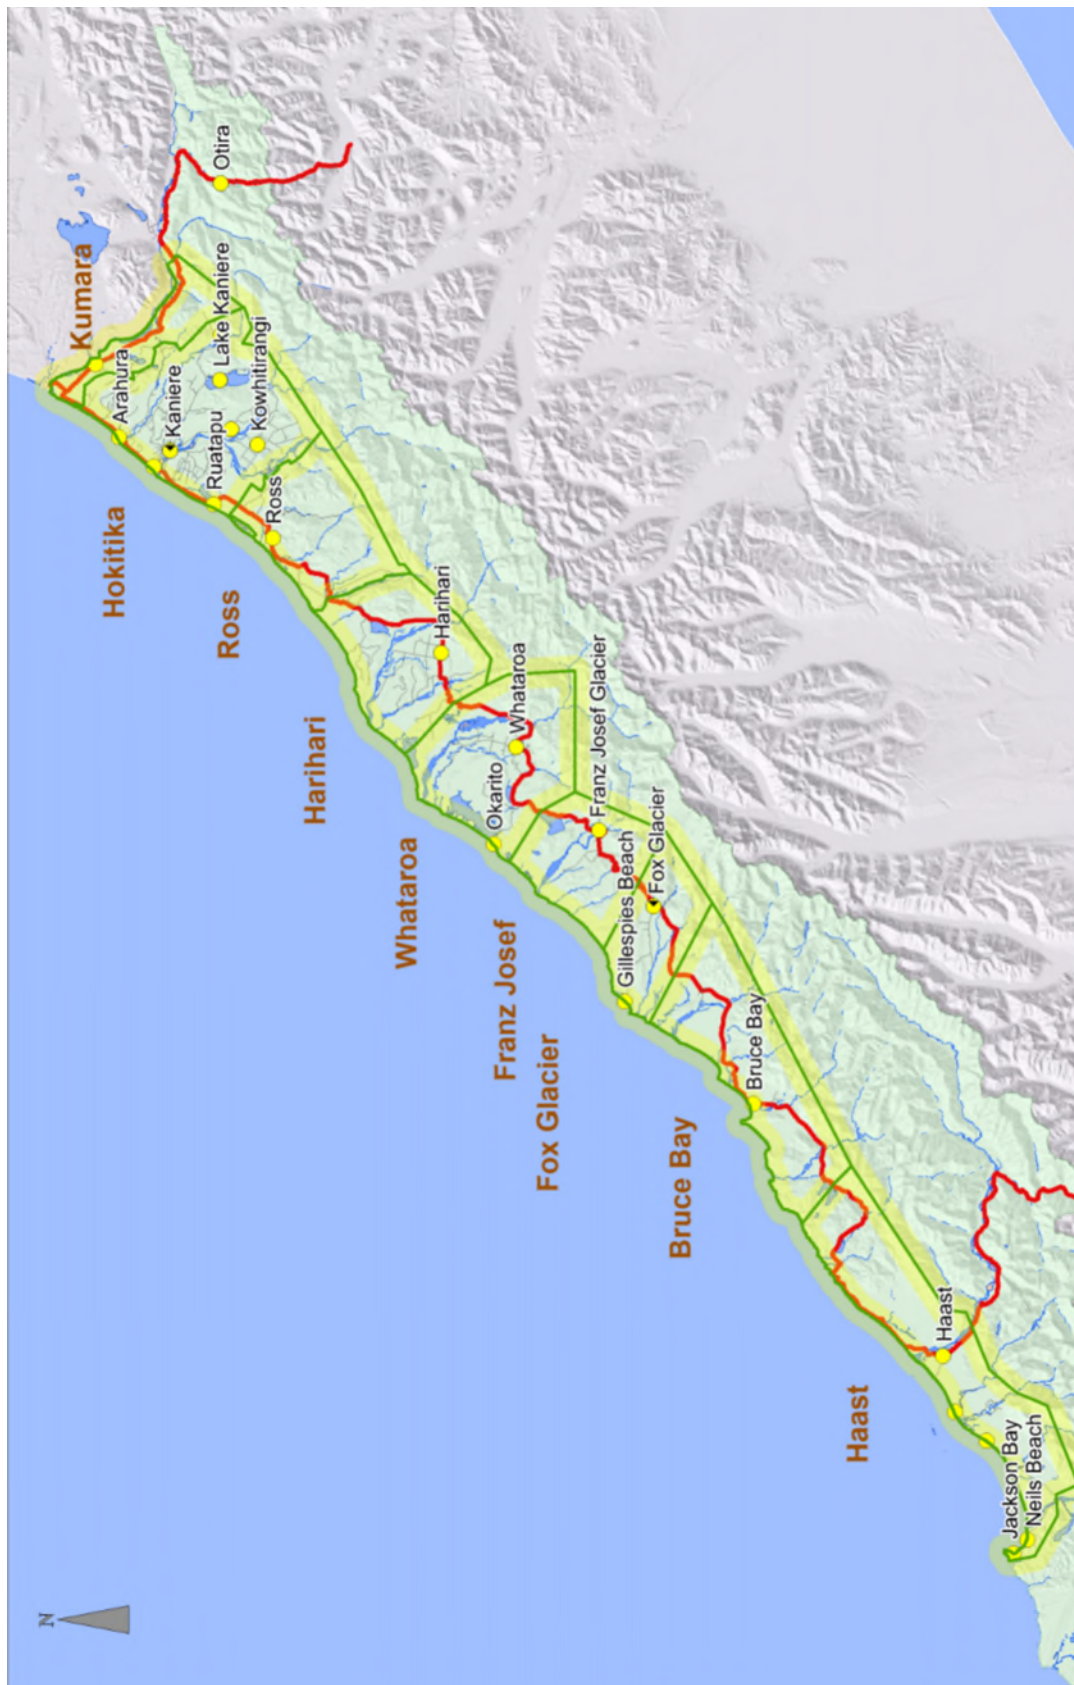 N
Kumara
Hokitika
Ross
Harihari
Whataroa
Franz Josef
Fox Glacier
Bruce Bay
Haast
Otira
Arahura
Kaniere
Lake Kaniere
Ruatapu
Kowhitirangi
Ross
Harihari
Whataroa
Okarito
Franz Josef Glacier
Fox Glacier
Gillespies Beach
Bruce Bay
Haast
Jackson Bay
Neils Beach